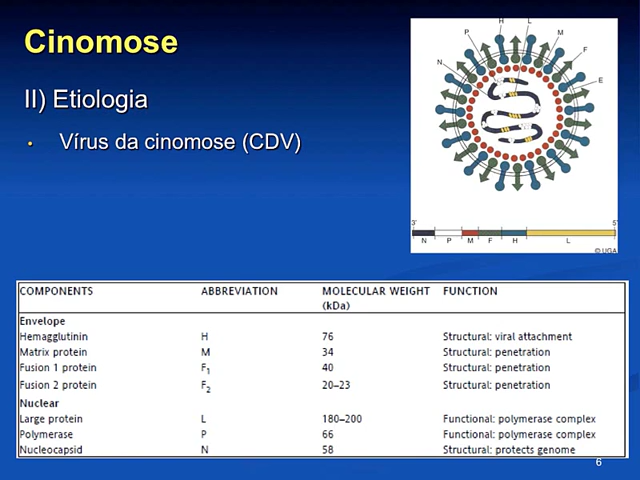 Cinomose
II) Etiologia
• Vírus da cinomose (CDV)
H L
P M
F
N E
3' 5'
N P M F H L
© UGA
COMPONENTS ABBREVIATION MOLECULAR WEIGHT (kDa) FUNCTION
Envelope
Hemagglutinin H 76 Structural: viral attachment
Matrix protein M 34 Structural: penetration
Fusion 1 protein F1 40 Structural: penetration
Fusion 2 protein F2 20–23 Structural: penetration
Nuclear
Large protein L 180–200 Functional: polymerase complex
Polymerase P 66 Functional: polymerase complex
Nucleocapsid N 58 Structural: protects genome
6